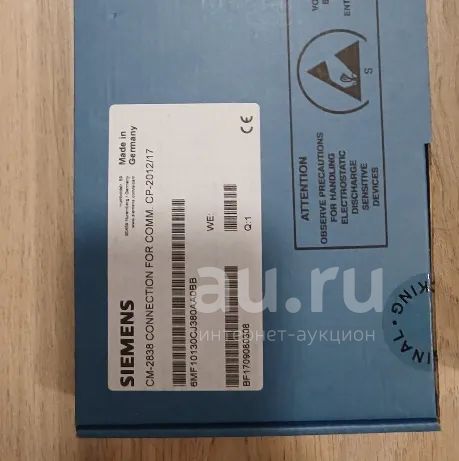 SIEMENS
Made in
Germany
CM-2838 CONNECTION FOR COMM. CP-2012/17
6MF10130CJ380AA0BB
WE:
BF1709080508
Q:1
ATTENTION
OBSERVE PRECAUTIONS
FOR HANDLING
ELECTROSTATIC
DISCHARGE
SENSITIVE
DEVICES
S
au.ru
интернет-аукцион